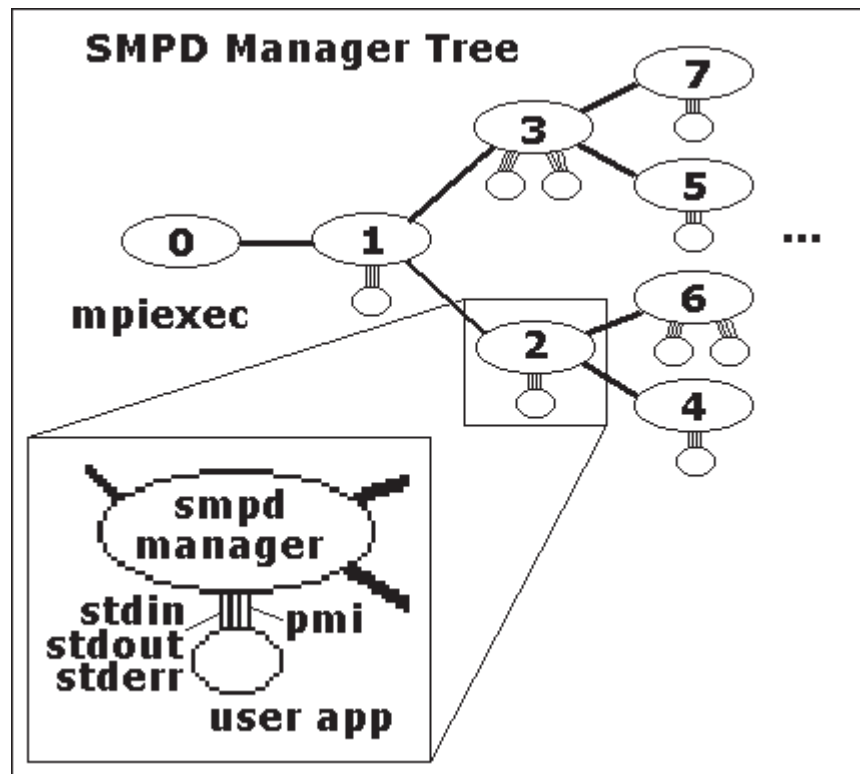 SMPD Manager Tree
7
3
5
0
1
...
6
mpiexec
2
4
smpd
manager
stdin
pmi
stdout
stderr
user app